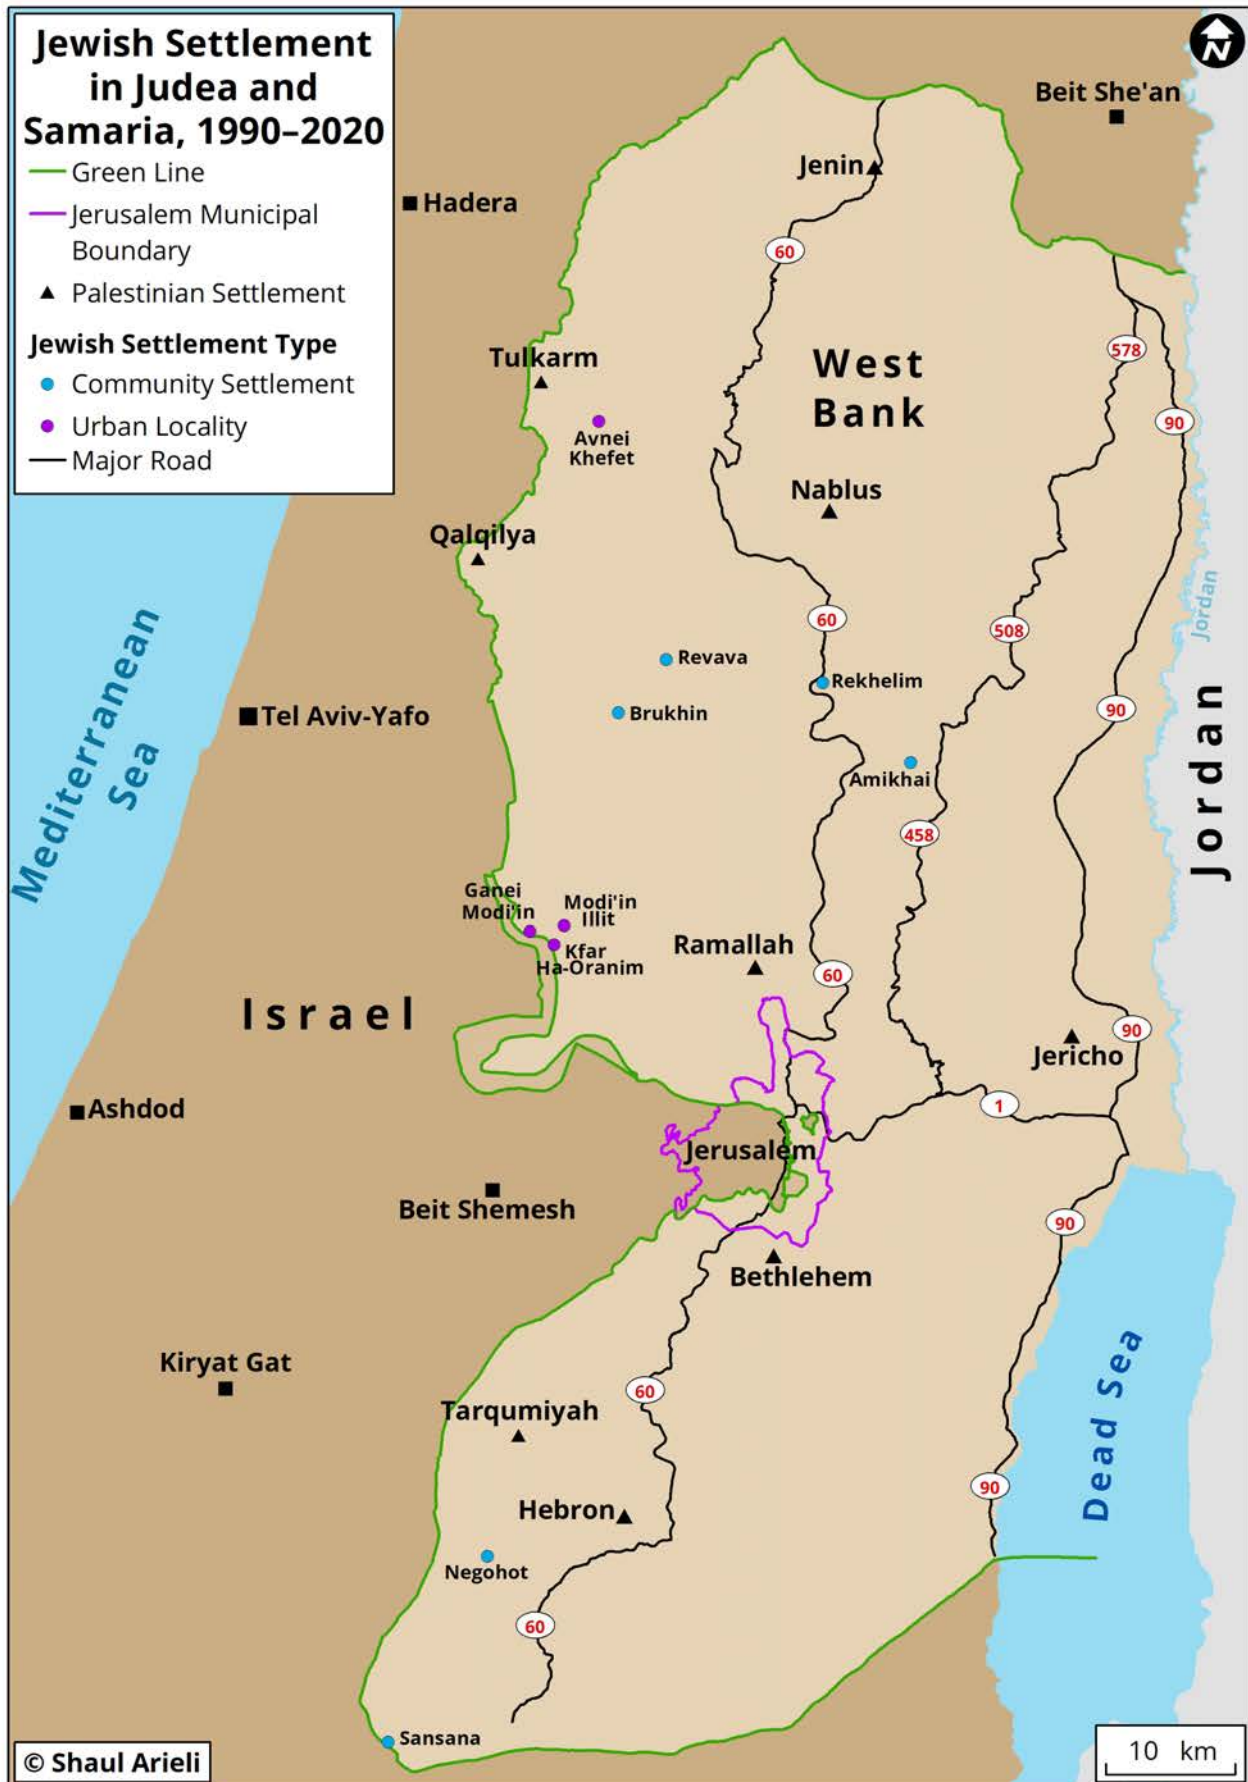 Jewish Settlement
in Judea and
Samaria, 1990–2020
Green Line
Jerusalem Municipal
Boundary
Palestinian Settlement
Jewish Settlement Type
Community Settlement
Urban Locality
Major Road
N
Beit She'an
Jenin
Hadera
60
Tulkarm
West
Bank
578
90
Avnei
Khefet
Nablus
Qalqilya
Jordan
60
508
Mediterranean
Sea
Revava
Rekhelim
Brukhin
Tel Aviv-Yafo
90
Jordan
Amikhai
458
Ganei
Modi'in
Modi'in
Illit
Kfar
Ha-Oranim
Ramallah
60
Israel
90
Jericho
Ashdod
1
Jerusalem
Beit Shemesh
90
Bethlehem
Kiryat Gat
60
Dead Sea
Tarqumiyah
90
Hebron
Negohot
60
Sansana
© Shaul Arieli
10 km